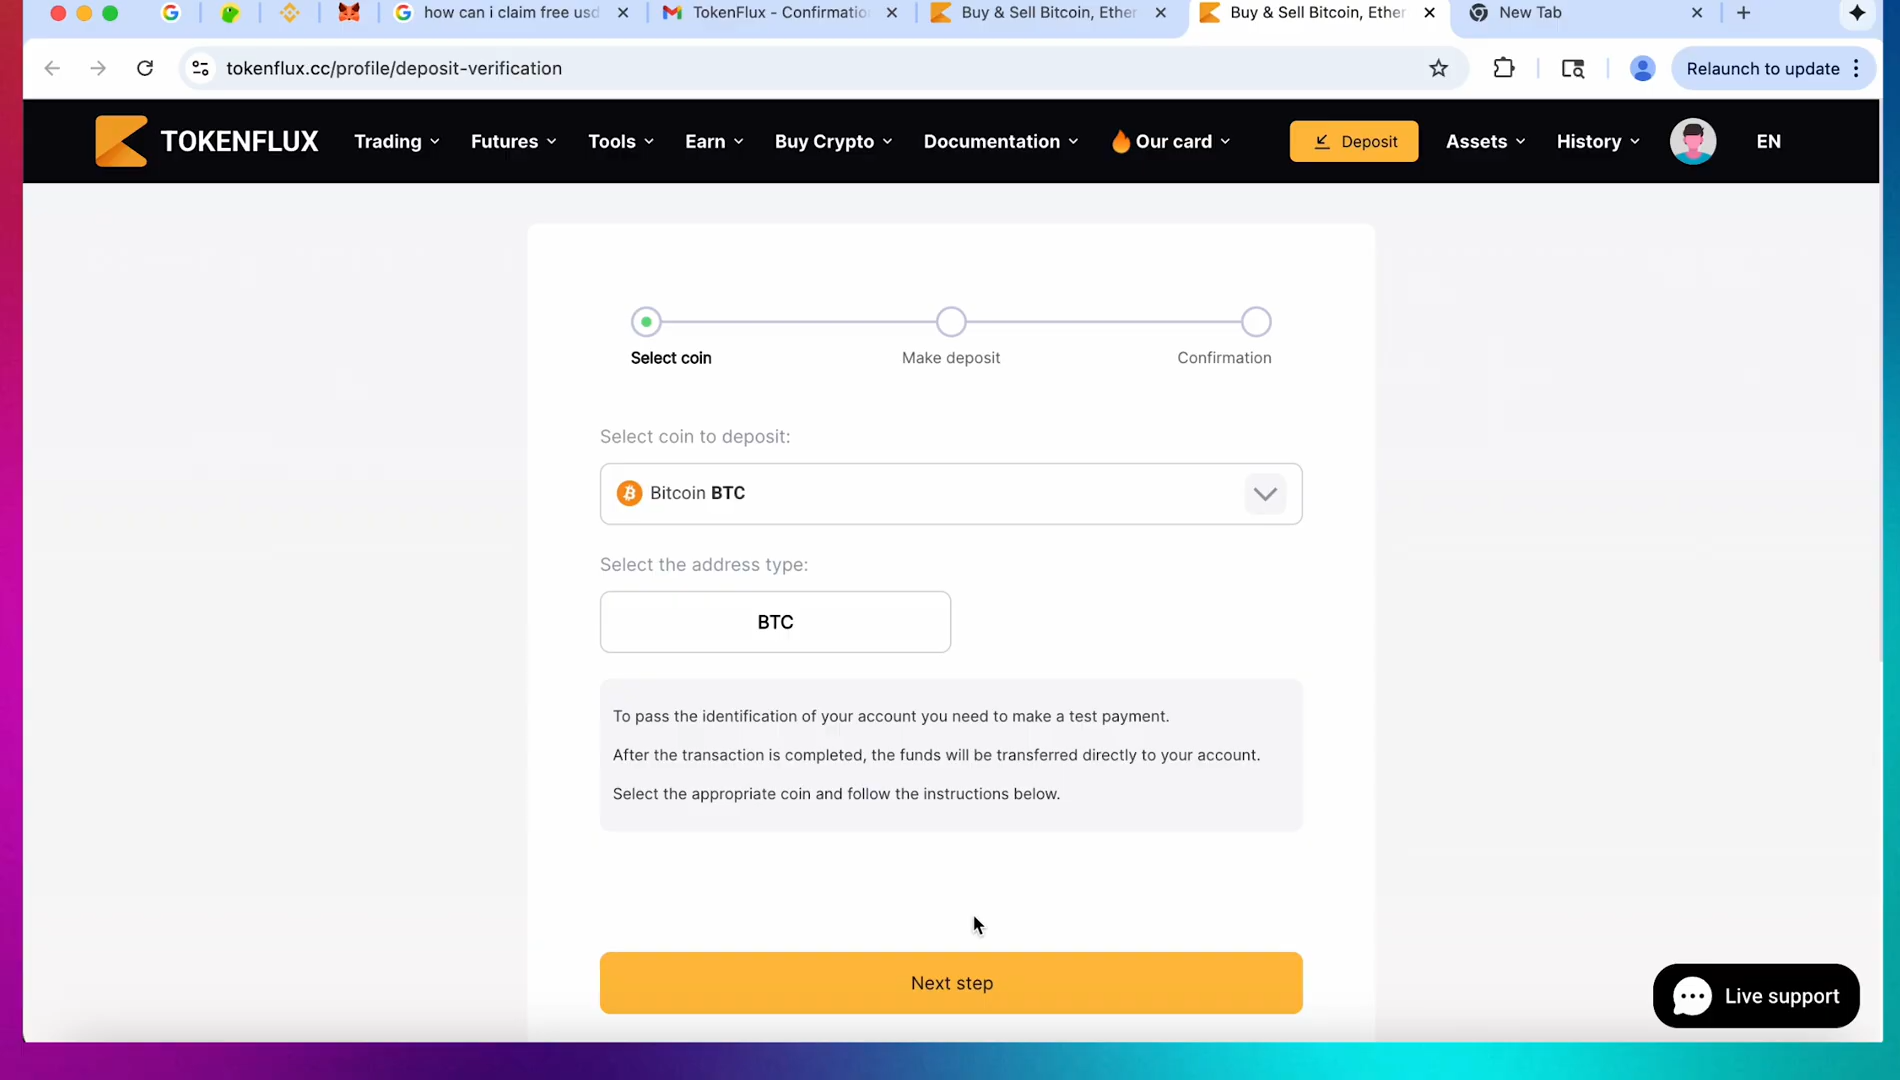 how can i claim free usd
TokenFlux - Confirmatio
Buy & Sell Bitcoin, Ether
Buy & Sell Bitcoin, Ether
New Tab
tokenflux.cc/profile/deposit-verification
Relaunch to update
TOKENFLUX
Trading
Futures
Tools
Earn
Buy Crypto
Documentation
Our card
Deposit
Assets
History
EN
Select coin
Make deposit
Confirmation
Select coin to deposit:
Bitcoin BTC
Select the address type:
BTC
To pass the identification of your account you need to make a test payment.
After the transaction is completed, the funds will be transferred directly to your account.
Select the appropriate coin and follow the instructions below.
Next step
Live support